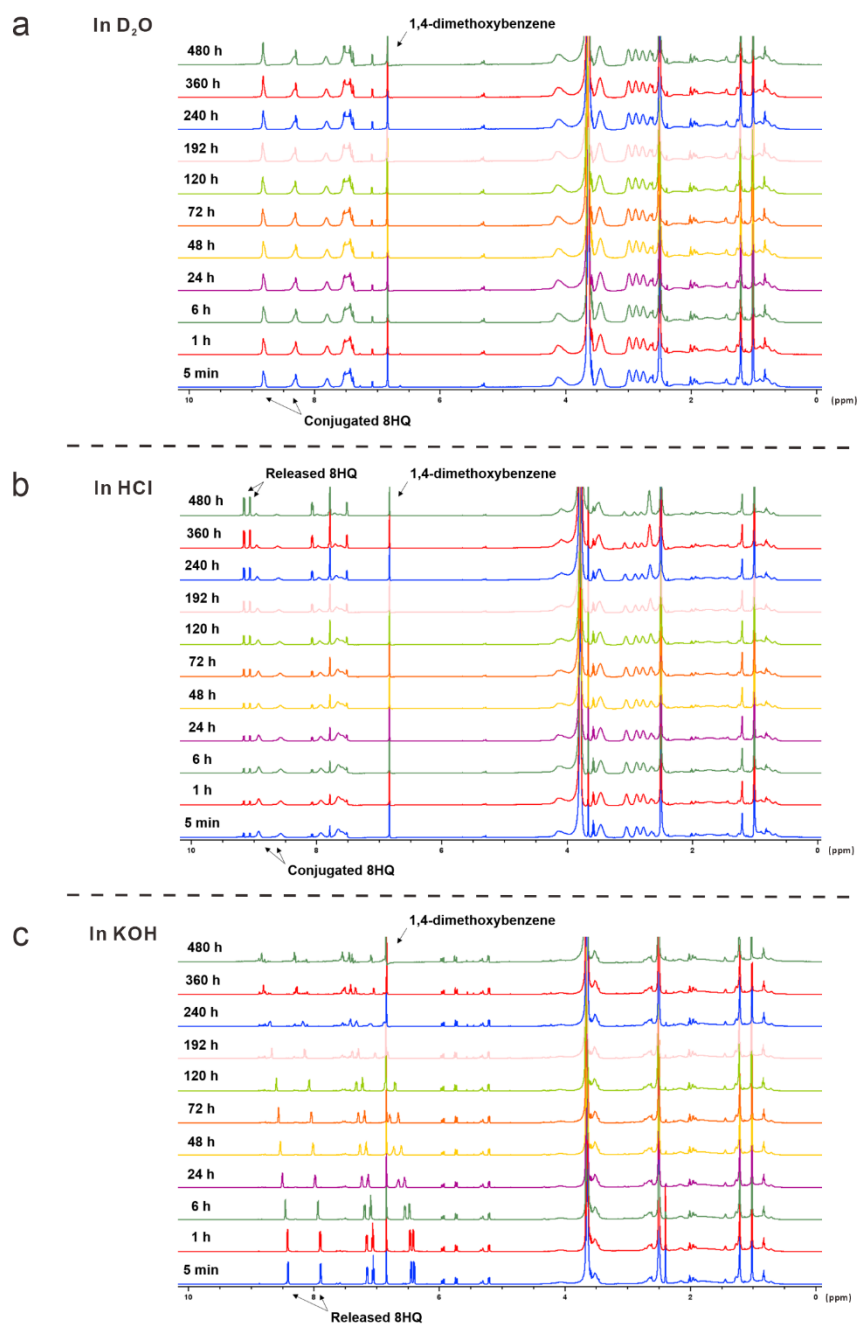 a
In D₂O
1,4-dimethoxybenzene
480 h
360 h
240 h
192 h
120 h
72 h
48 h
24 h
6 h
1 h
5 min
10 8 6 4 2 0 (ppm)
Conjugated 8HQ
b
In HCl
Released 8HQ
1,4-dimethoxybenzene
480 h
360 h
240 h
192 h
120 h
72 h
48 h
24 h
6 h
1 h
5 min
10 8 6 4 2 0 (ppm)
Conjugated 8HQ
c
In KOH
1,4-dimethoxybenzene
480 h
360 h
240 h
192 h
120 h
72 h
48 h
24 h
6 h
1 h
5 min
10 8 6 4 2 0 (ppm)
Released 8HQ